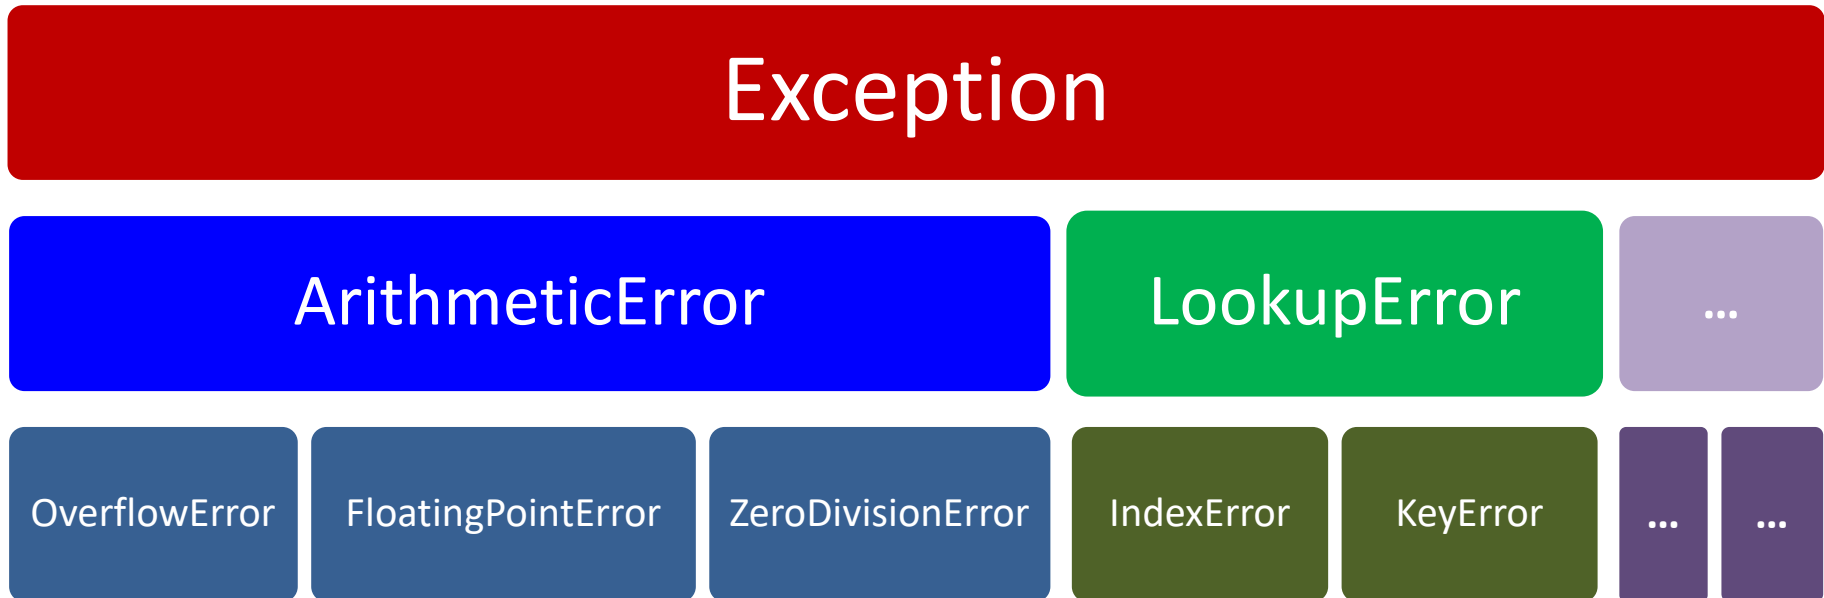 Exception
ArithmeticError
LookupError
...
OverflowError
FloatingPointError
ZeroDivisionError
IndexError
KeyError
...
...